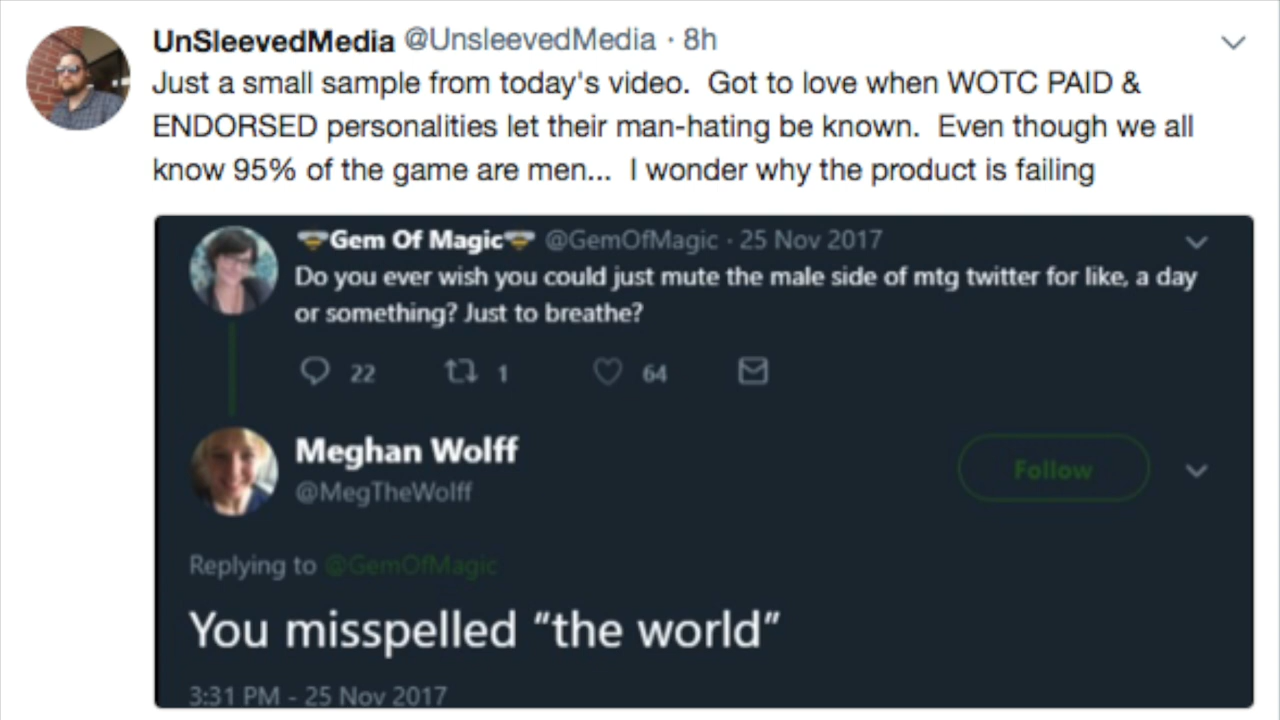 UnSleevedMedia @UnsleevedMedia · 8h
Just a small sample from today's video. Got to love when WOTC PAID &
ENDORSED personalities let their man-hating be known. Even though we all
know 95% of the game are men... I wonder why the product is failing
Gem Of Magic @GemOfMagic · 25 Nov 2017
Do you ever wish you could just mute the male side of mtg twitter for like, a day
or something? Just to breathe?
22 1 64
Meghan Wolff
Follow
@MegTheWolff
Replying to @GemOfMagic
You misspelled “the world”
3:31 PM - 25 Nov 2017